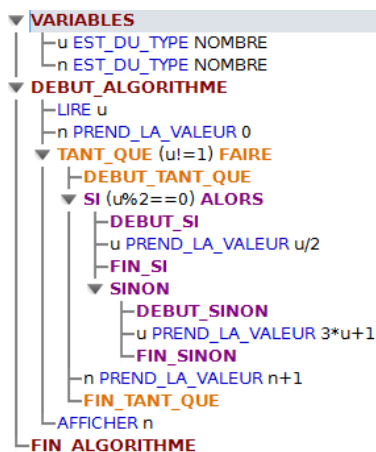 VARIABLES
u EST_DU_TYPE NOMBRE
n EST_DU_TYPE NOMBRE
DEBUT_ALGORITHME
LIRE u
n PREND_LA_VALEUR 0
TANT_QUE (u!=1) FAIRE
DEBUT_TANT_QUE
SI (u%2==0) ALORS
DEBUT_SI
u PREND_LA_VALEUR u/2
FIN_SI
SINON
DEBUT_SINON
u PREND_LA_VALEUR 3*u+1
FIN_SINON
n PREND_LA_VALEUR n+1
FIN_TANT_QUE
AFFICHER n
FIN_ALGORITHME